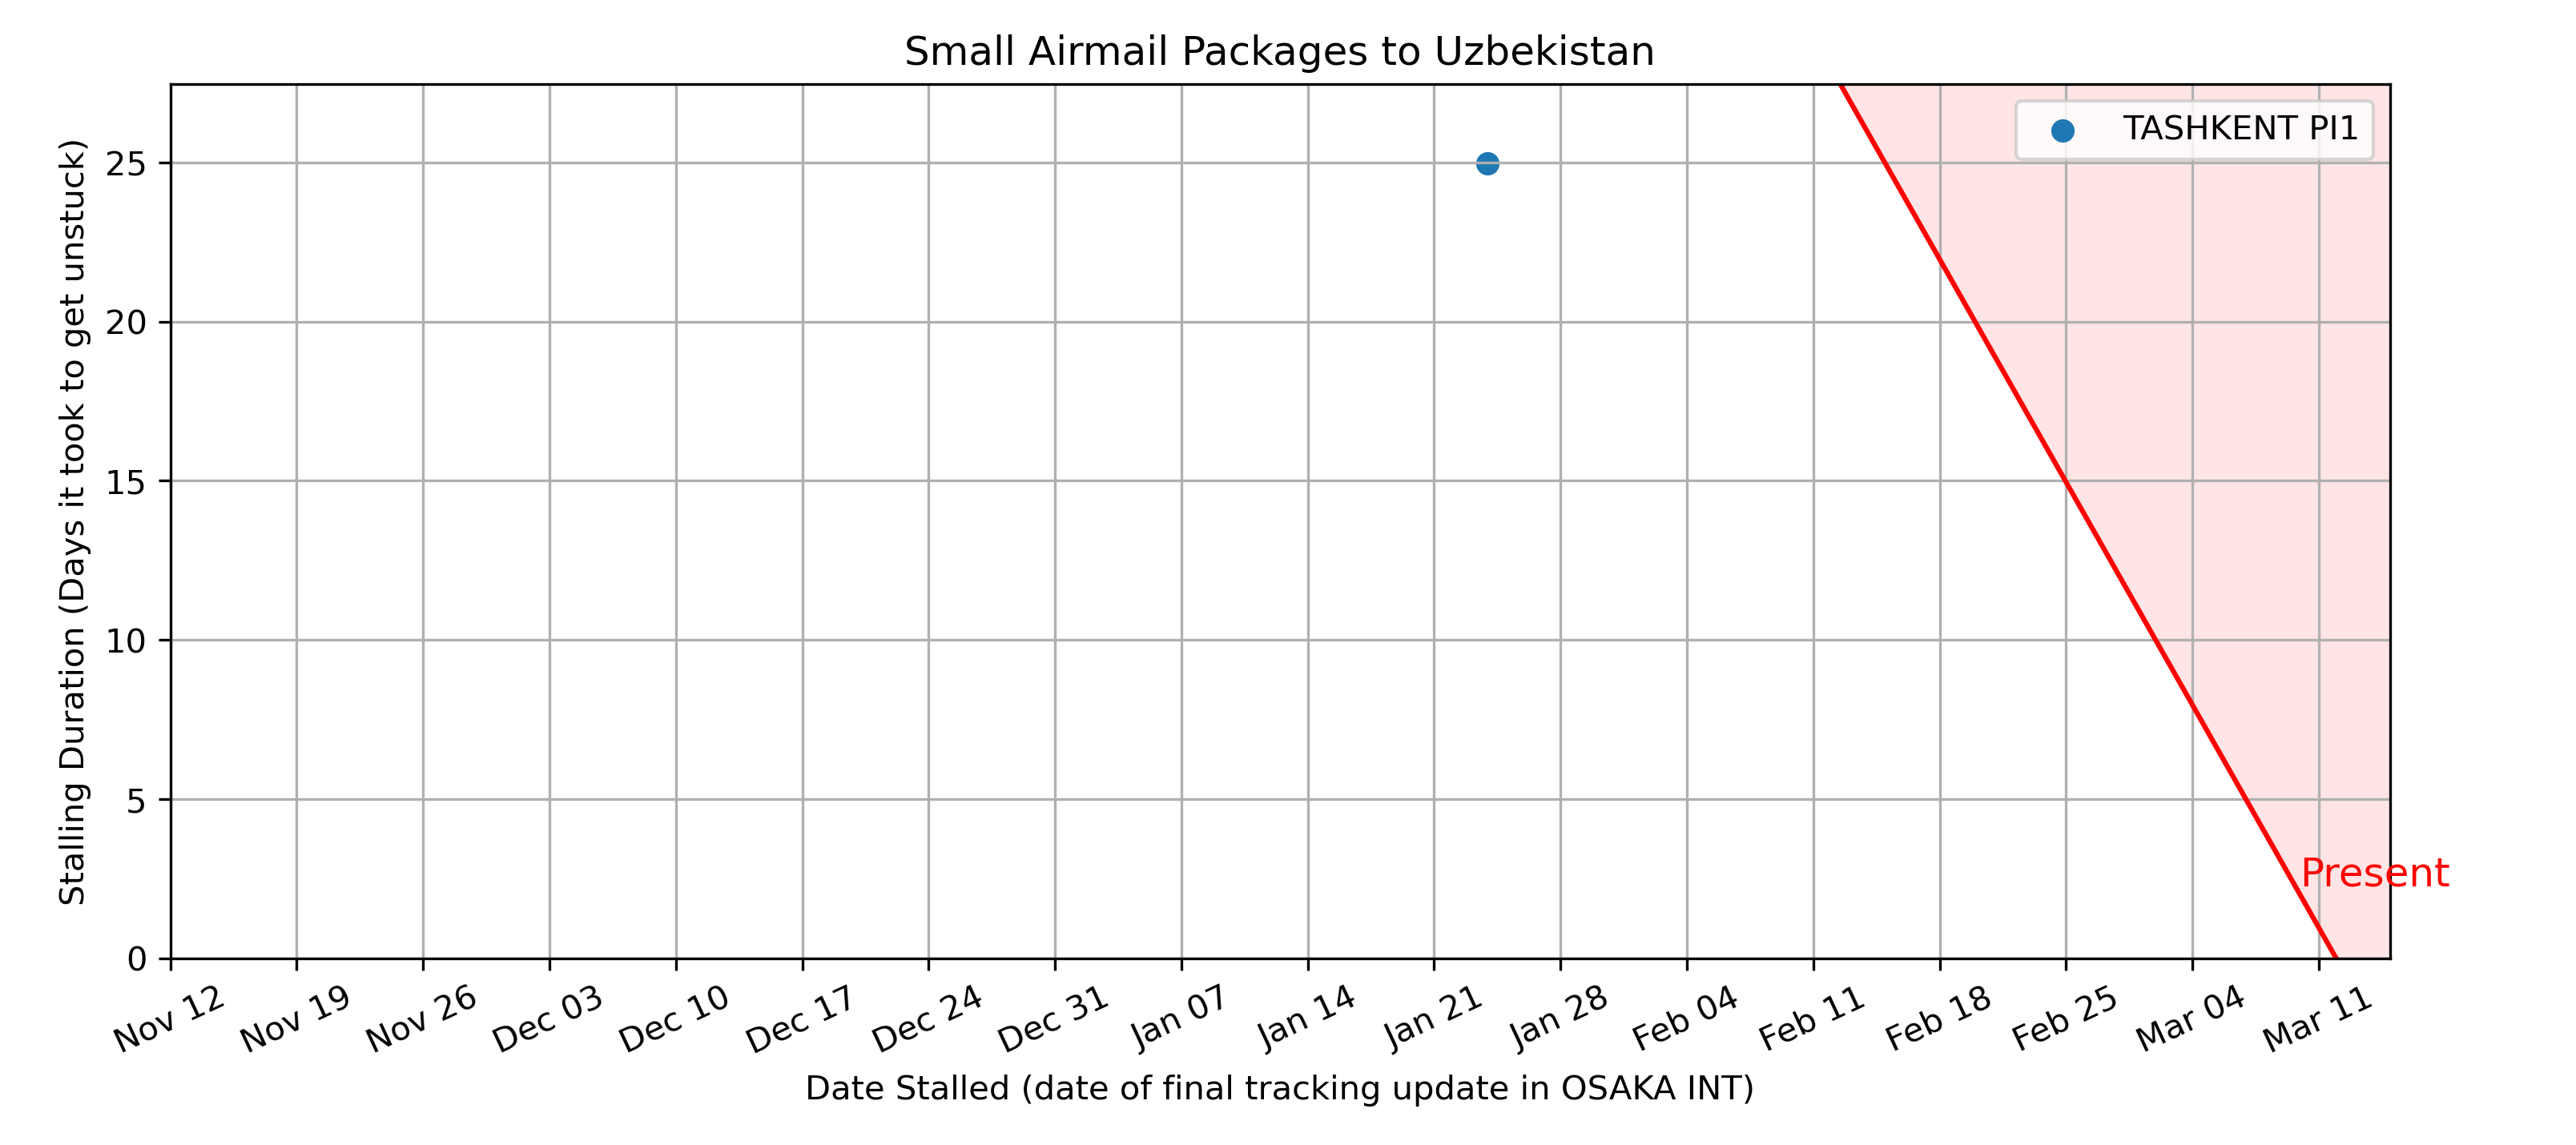 Small Airmail Packages to Uzbekistan
TASHKENT PI1
Stalling Duration (Days it took to get unstuck)
25
20
15
10
5
0
Present
Nov 12
Nov 19
Nov 26
Dec 03
Dec 10
Dec 17
Dec 24
Dec 31
Jan 07
Jan 14
Jan 21
Jan 28
Feb 04
Feb 11
Feb 18
Feb 25
Mar 04
Mar 11
Date Stalled (date of final tracking update in OSAKA INT)